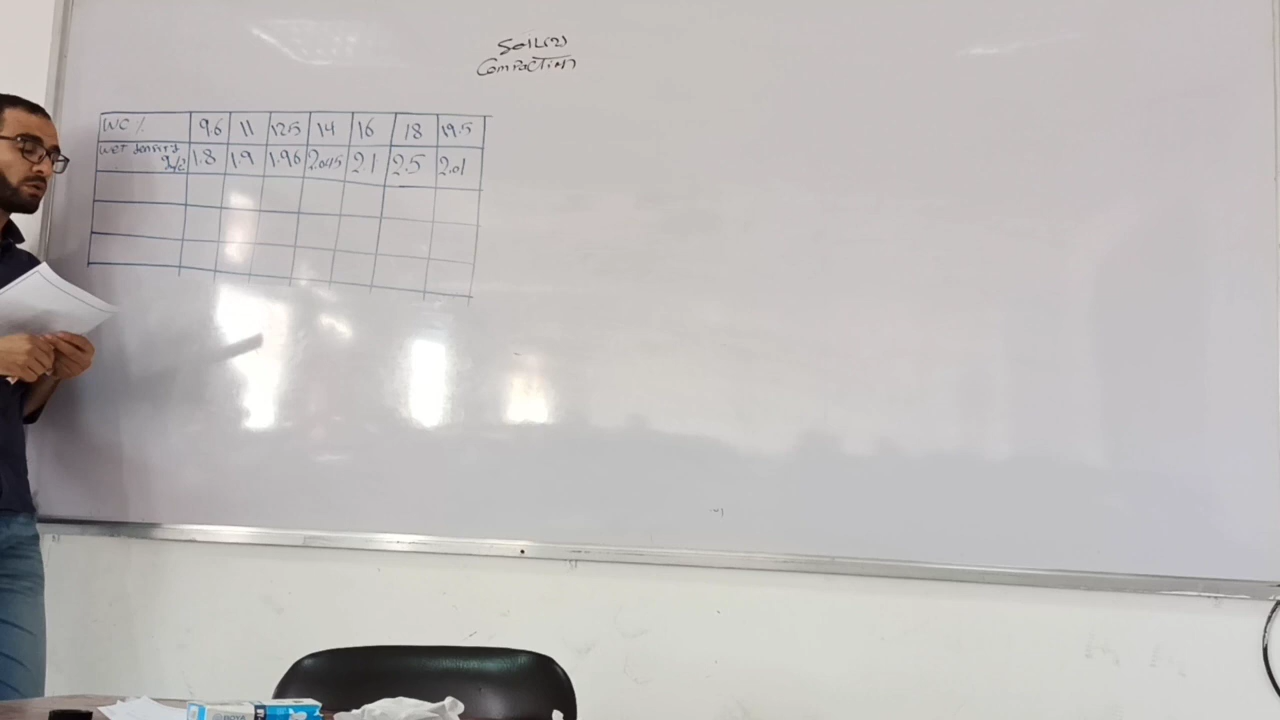 Soil(2)
Compaction
WC % 9.6 11 12.5 14 16 18 19.5
wet density 1.8 1.9 1.96 2.045 2.1 2.5 2.01
BOYA